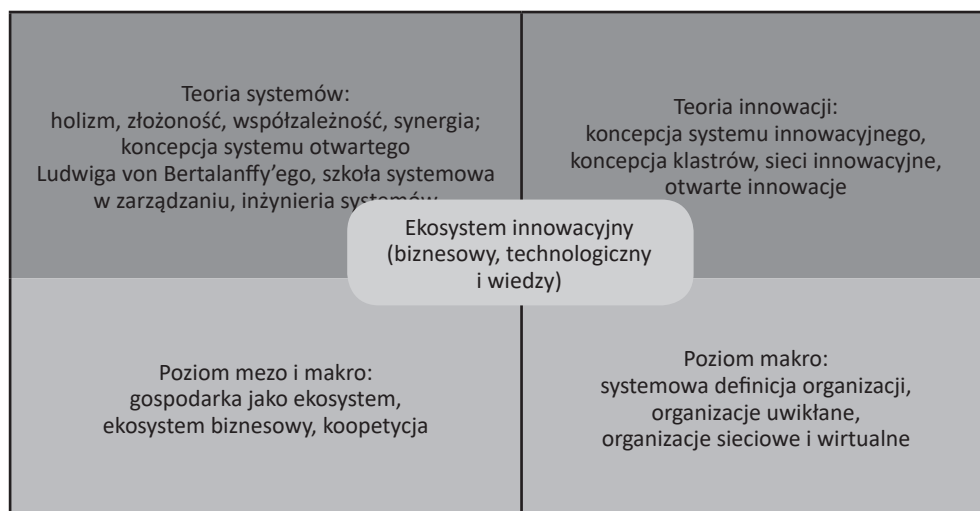 Teoria systemów:
holizm, złożoność, współzależność, synergia;
koncepcja systemu otwartego
Ludwiga von Bertalanffy’ego, szkoła systemowa
w zarządzaniu, inżynieria systemów
Teoria innowacji:
koncepcja systemu innowacyjnego,
koncepcja klastrów, sieci innowacyjne,
otwarte innowacje
Ekosystem innowacyjny
(biznesowy, technologiczny
i wiedzy)
Poziom mezo i makro:
gospodarka jako ekosystem,
ekosystem biznesowy, koopetycja
Poziom makro:
systemowa definicja organizacji,
organizacje uwikłane,
organizacje sieciowe i wirtualne